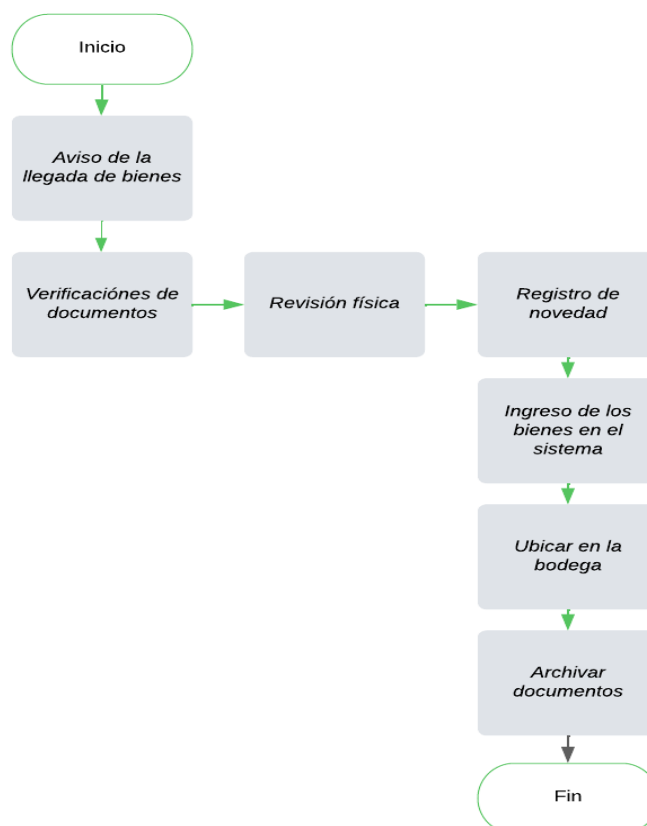 Inicio
Aviso de la
llegada de bienes
Verificaciónes de
documentos
Revisión física
Registro de
novedad
Ingreso de los
bienes en el
sistema
Ubicar en la
bodega
Archivar
documentos
Fin